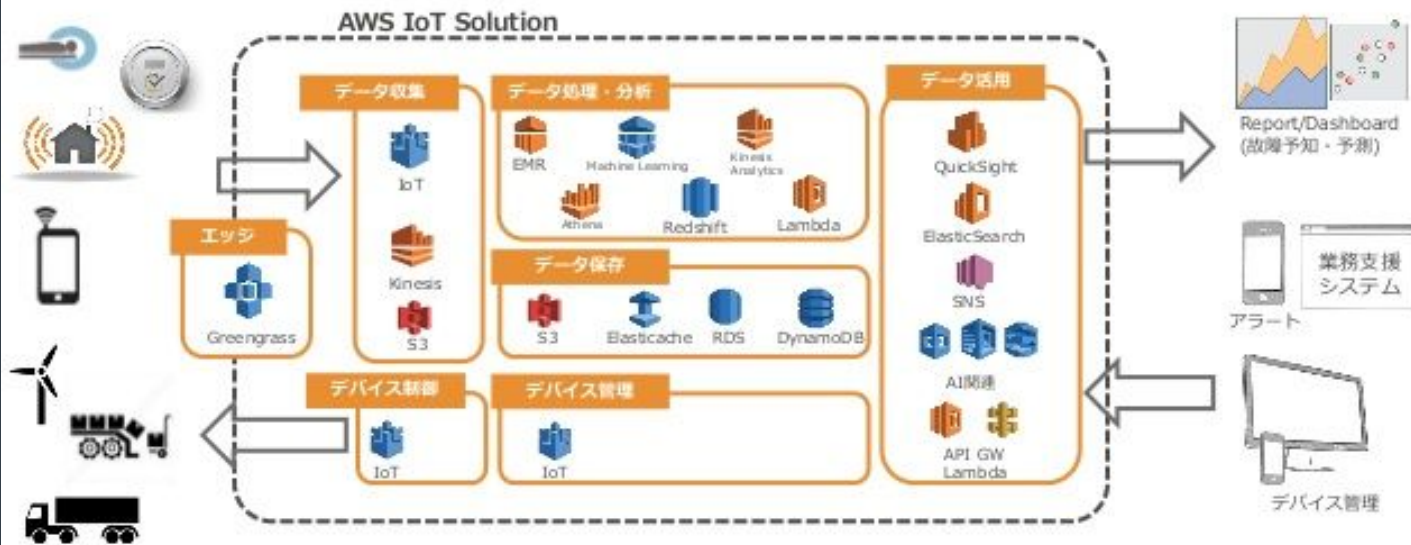 AWS IoT Solution
エッジ
Greengrass
データ収集
IoT
Kinesis
S3
データ処理・分析
EMR
Machine Learning
Kinesis
Analytics
Athena
Redshift
Lambda
データ保存
S3
Elasticache
RDS
DynamoDB
デバイス制御
IoT
デバイス管理
IoT
データ活用
QuickSight
ElasticSearch
SNS
AI関連
API GW
Lambda
Report/Dashboard
(故障予知・予測)
業務支援
システム
アラート
デバイス管理